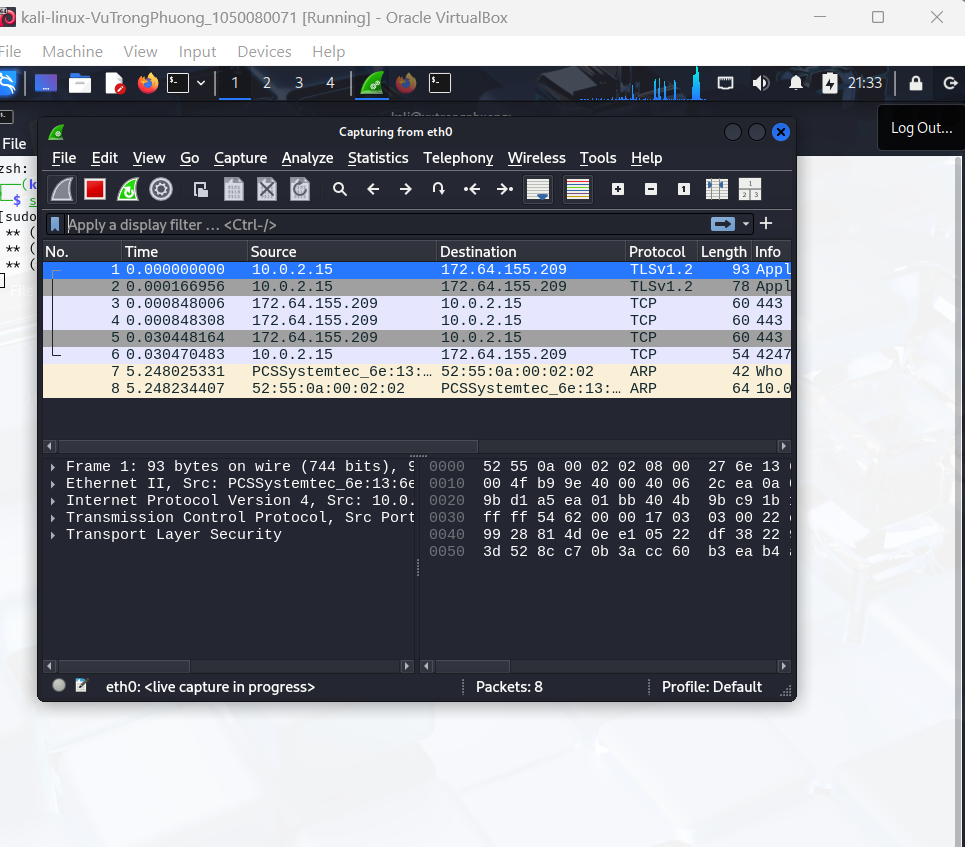 kali-linux-VuTrongPhuong_1050080071 [Running] - Oracle VirtualBox
File Machine View Input Devices Help
1 2 3 4 21:33
Log Out...
Capturing from eth0
File
File Edit View Go Capture Analyze Statistics Telephony Wireless Tools Help
zsh:
(k
$ s
[sudo
** (
** (
** (
Apply a display filter … <Ctrl-/>
No. Time Source Destination Protocol Length Info
1 0.000000000 10.0.2.15 172.64.155.209 TLSv1.2 93 Appl
2 0.000166956 10.0.2.15 172.64.155.209 TLSv1.2 78 Appl
3 0.000848006 172.64.155.209 10.0.2.15 TCP 60 443
4 0.000848308 172.64.155.209 10.0.2.15 TCP 60 443
5 0.030448164 172.64.155.209 10.0.2.15 TCP 60 443
6 0.030470483 10.0.2.15 172.64.155.209 TCP 54 4247
7 5.248025331 PCSSystemtec_6e:13:… 52:55:0a:00:02:02 ARP 42 Who
8 5.248234407 52:55:0a:00:02:02 PCSSystemtec_6e:13:… ARP 64 10.0
Frame 1: 93 bytes on wire (744 bits), 9
Ethernet II, Src: PCSSystemtec_6e:13:6e
Internet Protocol Version 4, Src: 10.0.
Transmission Control Protocol, Src Port
Transport Layer Security
0000 52 55 0a 00 02 02 08 00 27 6e 13
0010 00 4f b9 9e 40 00 40 06 2c ea 0a
0020 9b d1 a5 ea 01 bb 40 4b 9b c9 1b
0030 ff ff 54 62 00 00 17 03 03 00 22
0040 99 28 81 4d 0e e1 05 22 df 38 22
0050 3d 52 8c c7 0b 3a cc 60 b3 ea b4
eth0: <live capture in progress> Packets: 8 Profile: Default